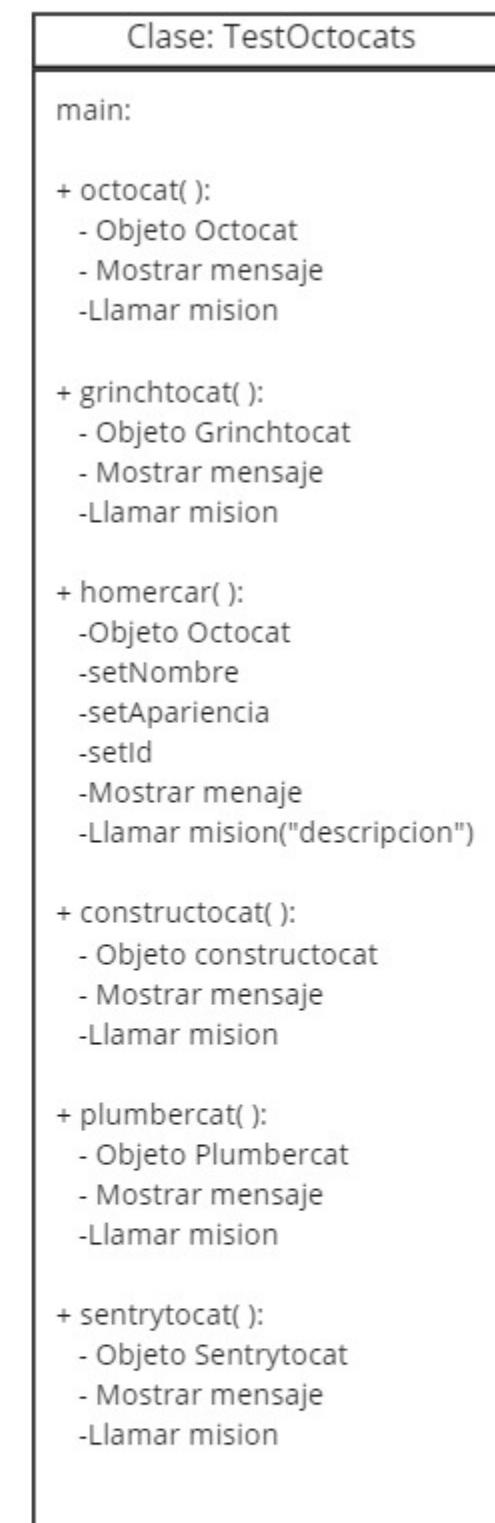 Clase: TestOctocats
main:
+ octocat( ):
- Objeto Octocat
- Mostrar mensaje
-Llamar mision
+ grinchtocat( ):
- Objeto Grinchtocat
- Mostrar mensaje
-Llamar mision
+ homercar( ):
-Objeto Octocat
-setNombre
-setApariencia
-setId
-Mostrar menaje
-Llamar mision("descripcion")
+ constructocat( ):
- Objeto constructocat
- Mostrar mensaje
-Llamar mision
+ plumbercat( ):
- Objeto Plumbercat
- Mostrar mensaje
-Llamar mision
+ sentrytocat( ):
- Objeto Sentrytocat
- Mostrar mensaje
-Llamar mision